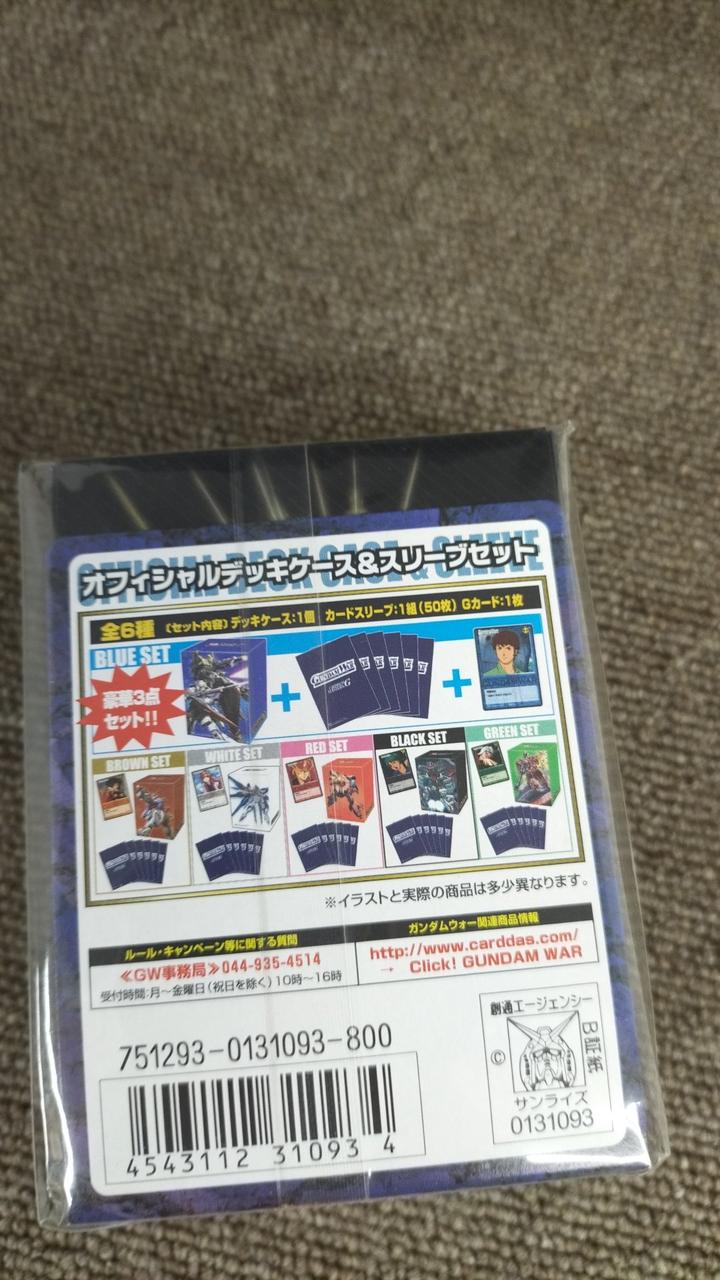 OFFICIAL DECK CASE & SLEEVE
オフィシャルデッキケース&スリーブセット
全6種 〔セット内容〕デッキケース:1個 カードスリーブ:1組(50枚) Gカード:1枚
BLUE SET
豪華3点
セット!!
+
+
GUNDAM WAR
BROWN SET
WHITE SET
RED SET
BLACK SET
GREEN SET
※イラストと実際の商品は多少異なります。
ルール・キャンペーン等に関する質問
≪GW事務局≫044-935-4514
受付時間:月~金曜日(祝日を除く)10時~16時
ガンダムウォー関連商品情報
http://www.carddas.com/
→ Click! GUNDAM WAR
751293-0131093-800
4543112 310934
創通エージェンシー
B証紙
©
サンライズ
0131093